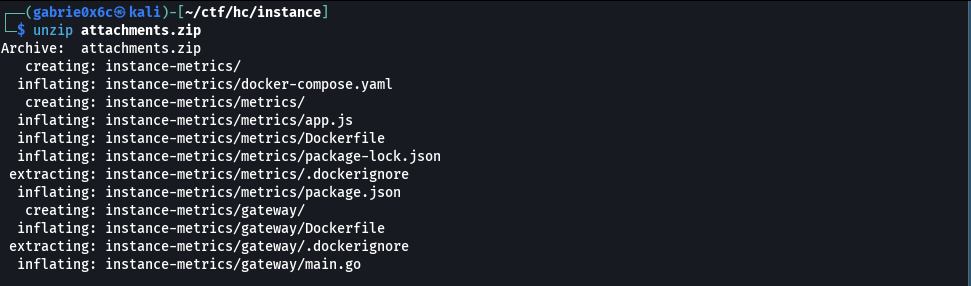 ┌──(gabrie0x6c㉿kali)-[~/ctf/hc/instance]
└─$ unzip attachments.zip
Archive:  attachments.zip
   creating: instance-metrics/
  inflating: instance-metrics/docker-compose.yaml
   creating: instance-metrics/metrics/
  inflating: instance-metrics/metrics/app.js
  inflating: instance-metrics/metrics/Dockerfile
  inflating: instance-metrics/metrics/package-lock.json
 extracting: instance-metrics/metrics/.dockerignore
  inflating: instance-metrics/metrics/package.json
   creating: instance-metrics/gateway/
  inflating: instance-metrics/gateway/Dockerfile
 extracting: instance-metrics/gateway/.dockerignore
  inflating: instance-metrics/gateway/main.go